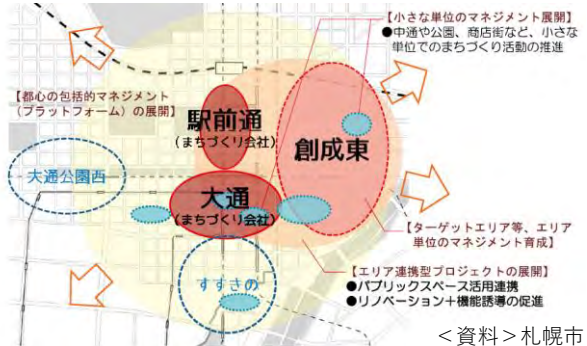 【小さな単位のマネジメント展開】
●中通や公園、商店街など、小さな
単位でのまちづくり活動の推進
【都心の包括的マネジメント
(プラットフォーム)の展開】
駅前通
(まちづくり会社)
創成東
大通公園西
大通
(まちづくり会社)
【ターゲットエリア等、エリア
単位のマネジメント育成】
すすきの
【エリア連携型プロジェクトの展開】
●パブリックスペース活用連携
●リノベーション+機能誘導の促進
<資料>札幌市